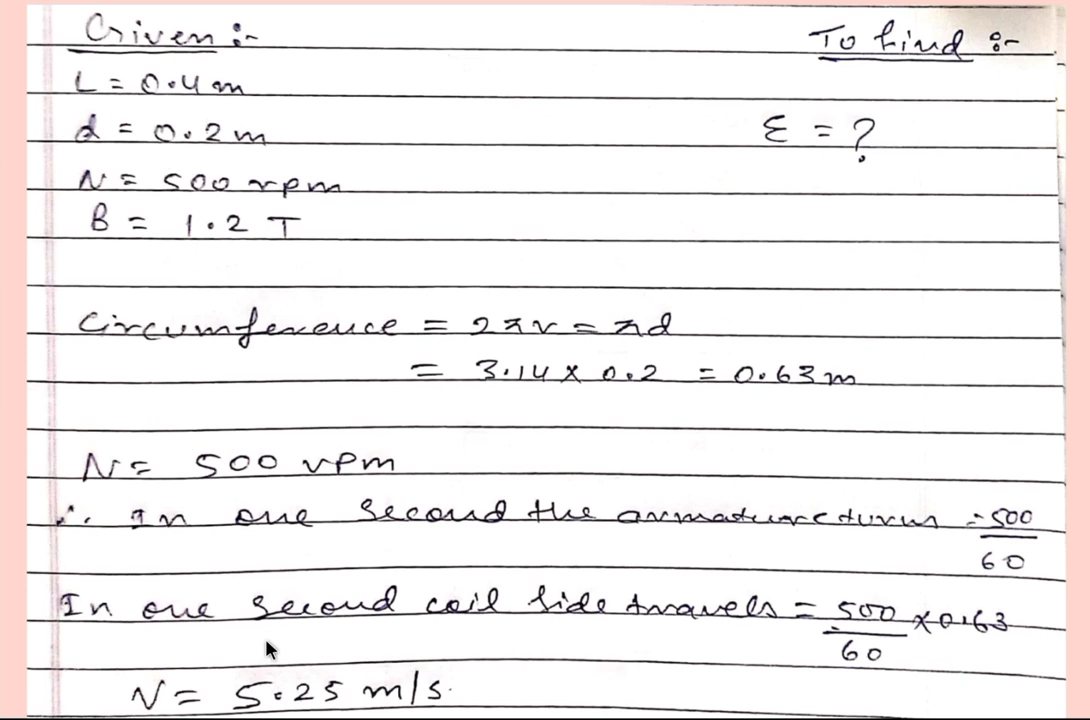 Given :-
To find :-
L = 0.4 m
d = 0.2 m
ε = ?
N = 500 rpm
B = 1.2 T
Circumference = 2πr = πd
= 3.14 x 0.2 = 0.63 m
N = 500 rpm
∴ In one second the armature turns = 500/60
In one second coil side travels = 500/60 x 0.63
V = 5.25 m/s.